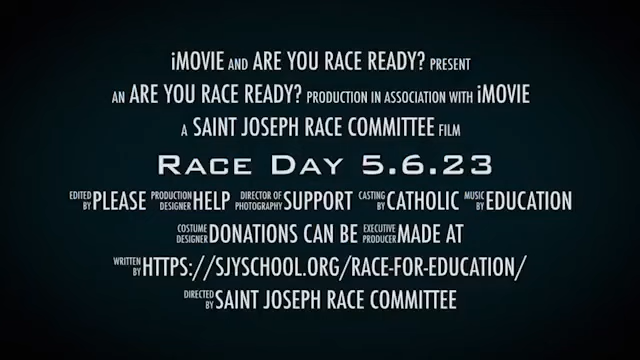 iMOVIE AND ARE YOU RACE READY? PRESENT
AN ARE YOU RACE READY? PRODUCTION IN ASSOCIATION WITH iMOVIE
A SAINT JOSEPH RACE COMMITTEE FILM
RACE DAY 5.6.23
EDITED BY PLEASE PRODUCTION DESIGNER HELP DIRECTOR OF PHOTOGRAPHY SUPPORT CASTING BY CATHOLIC MUSIC BY EDUCATION
COSTUME DESIGNER DONATIONS CAN BE EXECUTIVE PRODUCER MADE AT
WRITTEN BY HTTPS://SJYSCHOOL.ORG/RACE-FOR-EDUCATION/
DIRECTED BY SAINT JOSEPH RACE COMMITTEE